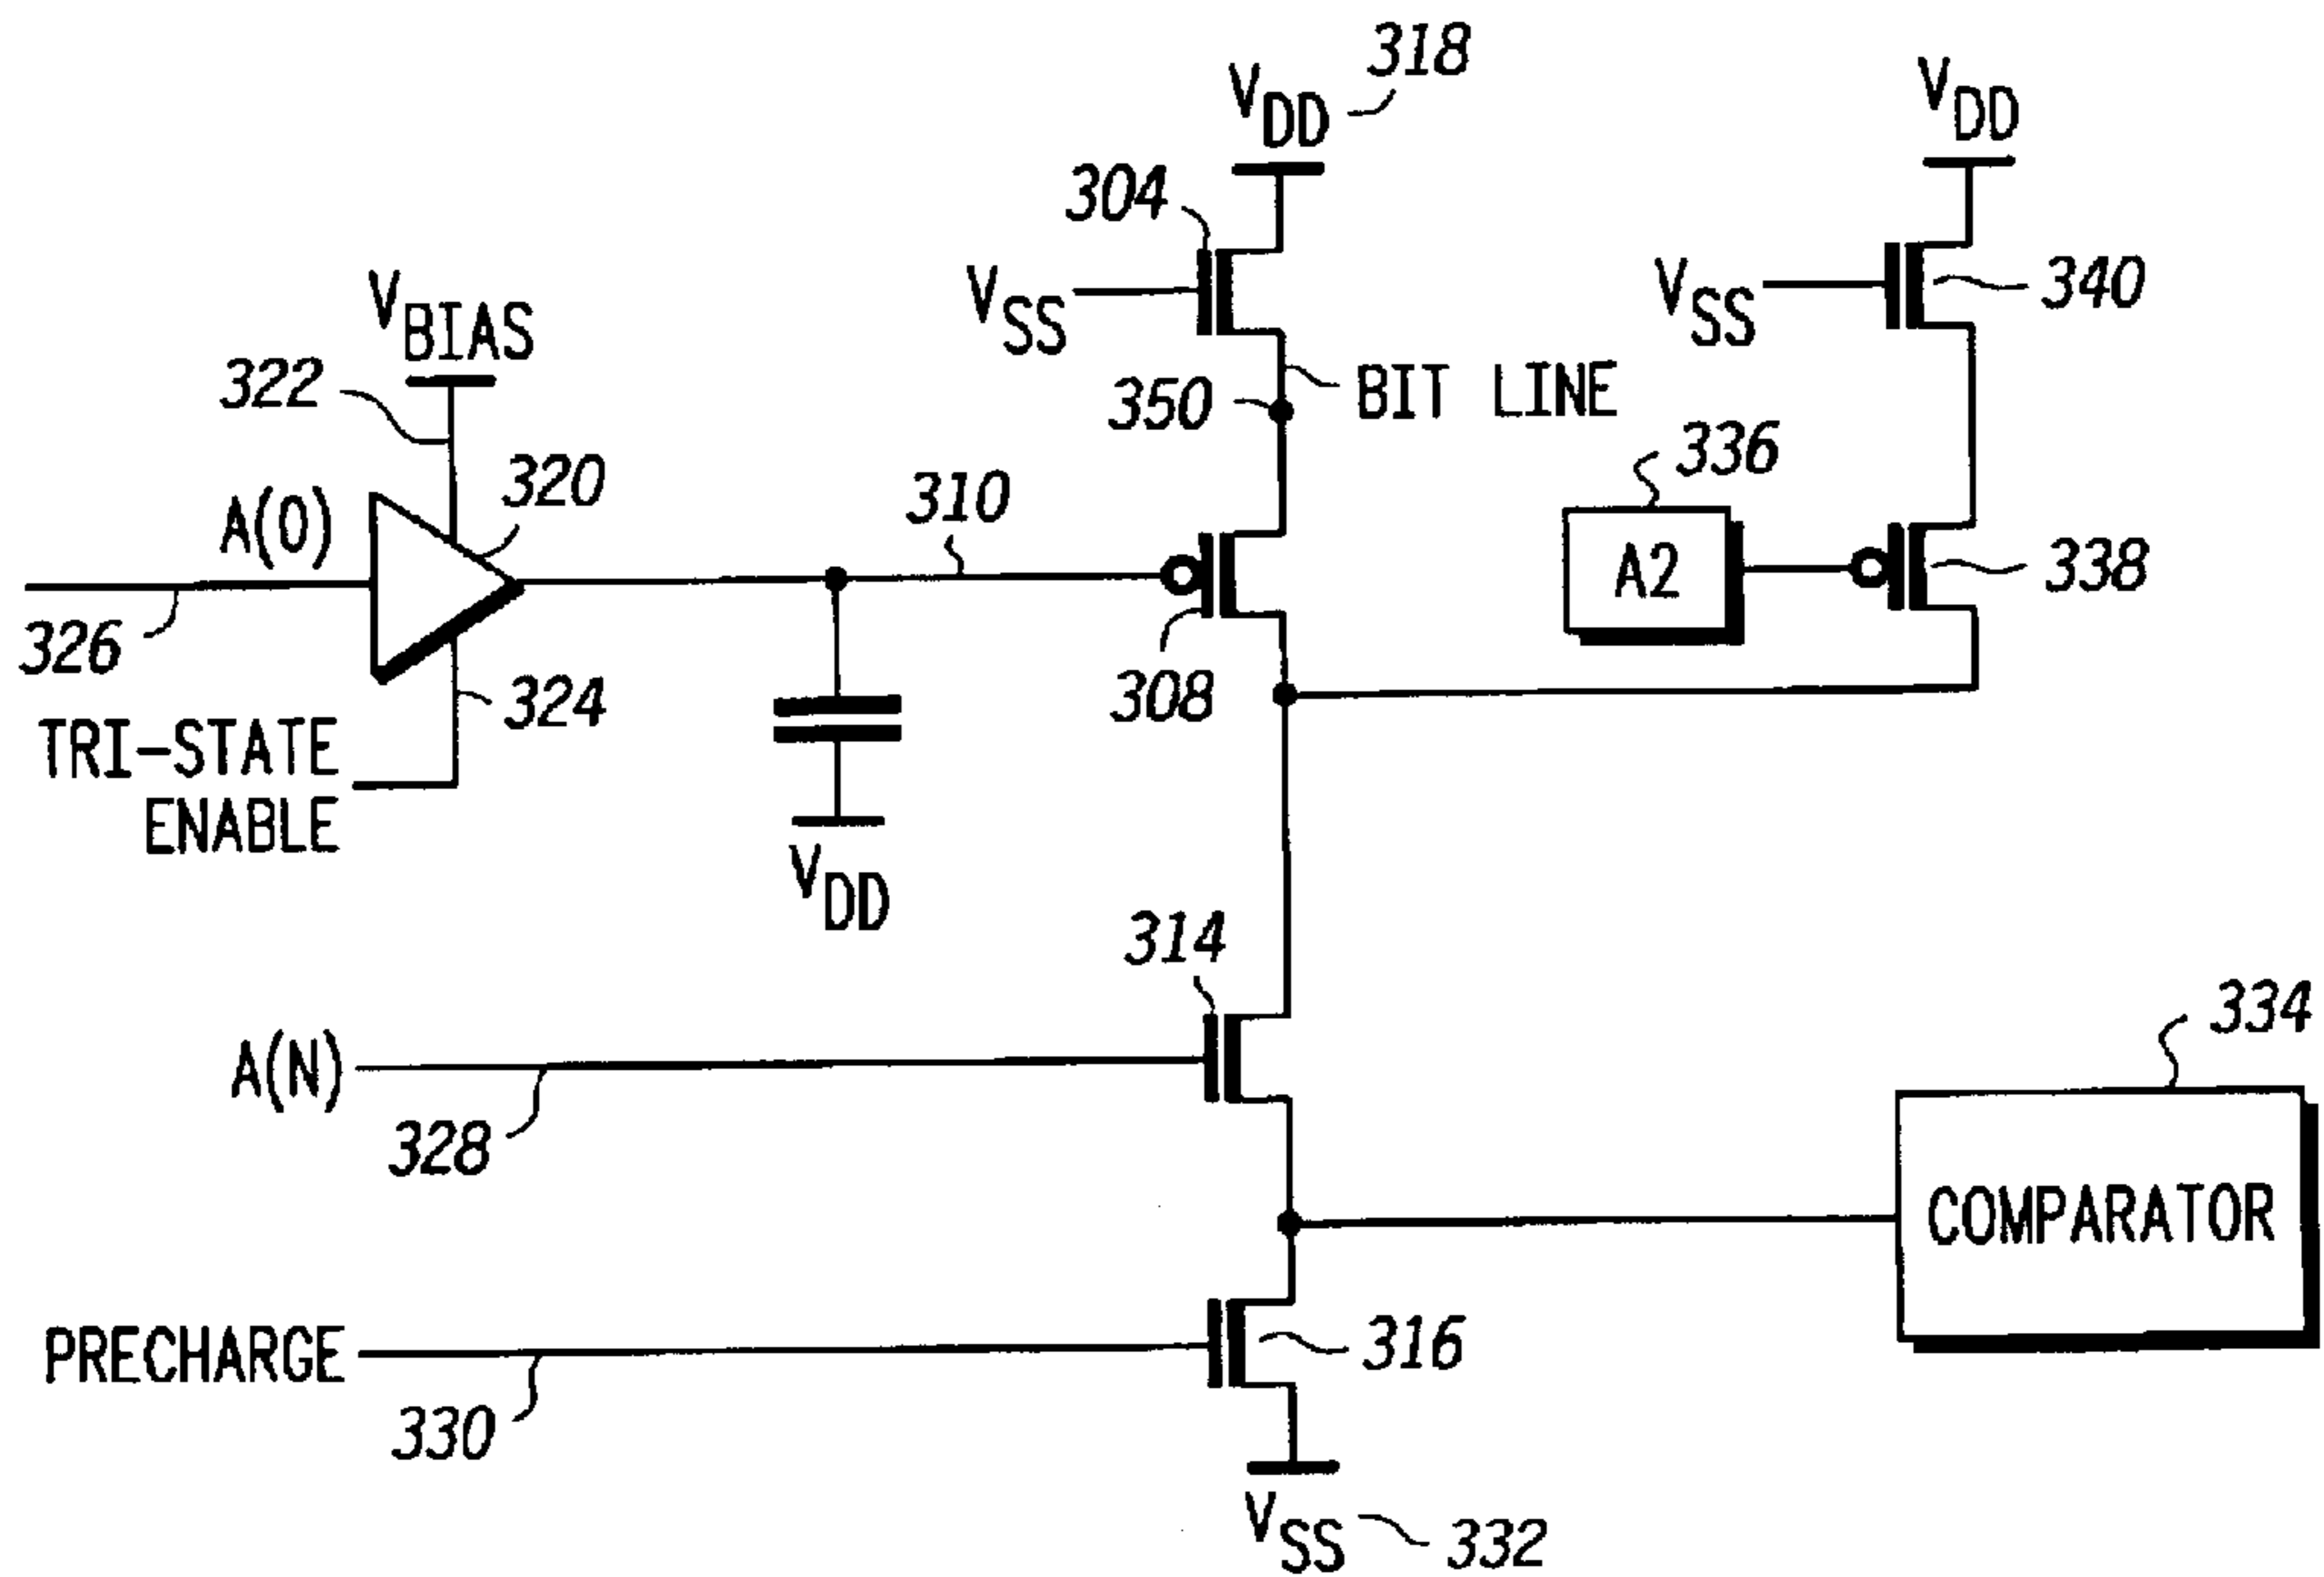 318
VDD
VDD
304
VSS
VSS
340
VBIAS
322
350
BIT LINE
336
320
A(0)
310
A2
338
326
324
308
TRI-STATE
ENABLE
VDD
314
334
A(N)
328
COMPARATOR
PRECHARGE
316
330
VSS
332